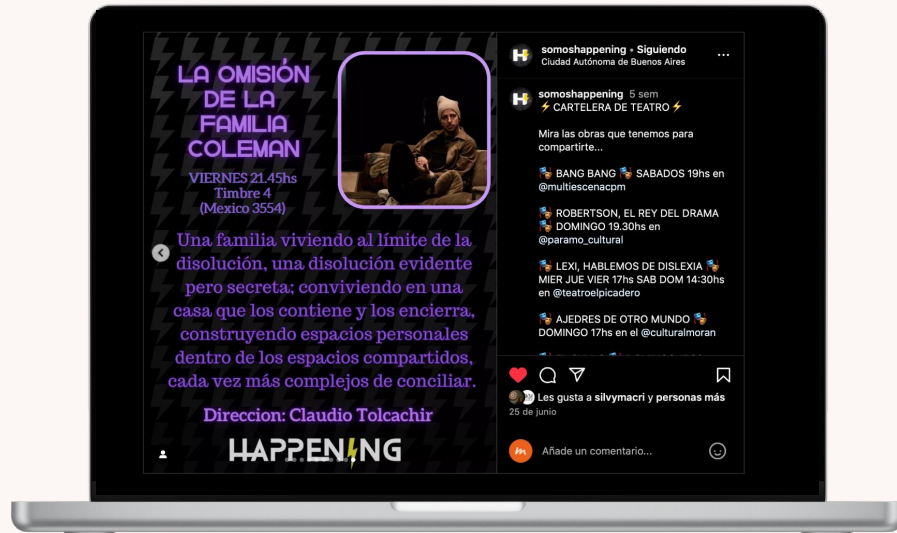 LA OMISIÓN
DE LA
FAMILIA
COLEMAN
VIERNES 21.45hs
Timbre 4
(Mexico 3554)
Una familia viviendo al límite de la
disolución, una disolución evidente
pero secreta; conviviendo en una
casa que los contiene y los encierra,
construyendo espacios personales
dentro de los espacios compartidos,
cada vez más complejos de conciliar.
Direccion: Claudio Tolcachir
HAPPENING
somoshappening • Siguiendo
Ciudad Autónoma de Buenos Aires
somoshappening 5 sem
⚡CARTELERA DE TEATRO⚡
Mira las obras que tenemos para
compartirte...
🎭 BANG BANG 🎭 SABADOS 19hs en
@multiescenacpm
🎭 ROBERTSON, EL REY DEL DRAMA
🎭 DOMINGO 19.30hs en
@paramo_cultural
🎭 LEXI, HABLEMOS DE DISLEXIA 🎭
MIER JUE VIER 17hs SAB DOM 14:30hs
en @teatroelpicadero
🎭 AJEDRES DE OTRO MUNDO 🎭
DOMINGO 17hs en el @culturalmoran
Les gusta a silvymacri y personas más
25 de junio
m
Añade un comentario...